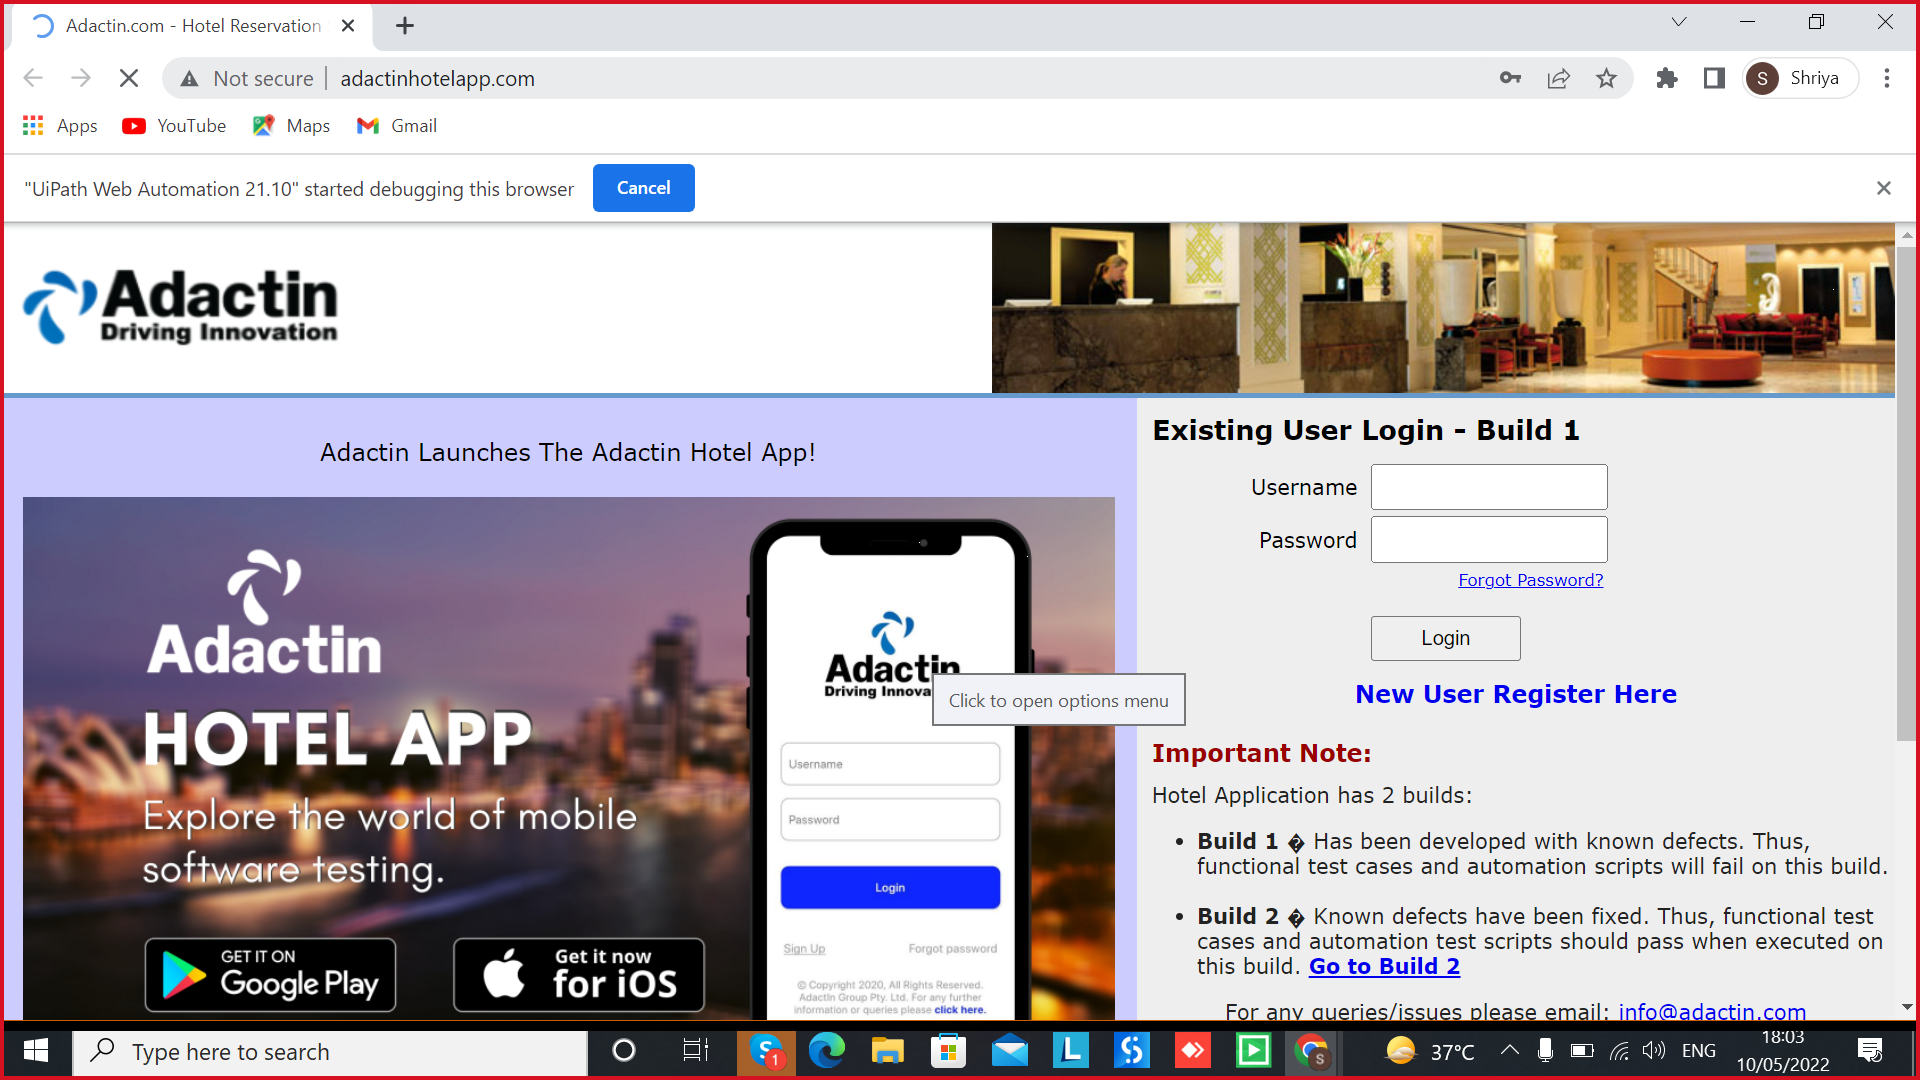 Adactin.com - Hotel Reservation
Not secure
adactinhotelapp.com
S
Shriya
Apps
YouTube
Maps
Gmail
"UiPath Web Automation 21.10" started debugging this browser
Cancel
Adactin
Driving Innovation
Adactin Launches The Adactin Hotel App!
Adactin
HOTEL APP
Explore the world of mobile
software testing.
GET IT ON
Google Play
Get it now
for iOS
Adactin
Driving
Username
Password
Login
Sign Up
Forgot password
© Copyright 2020, All Rights Reserved.
AdactIn Group Pty. Ltd. For any further
information or queries please click here.
Click to open options menu
Existing User Login - Build 1
Username
Password
Forgot Password?
Login
New User Register Here
Important Note:
Hotel Application has 2 builds:
• Build 1 � Has been developed with known defects. Thus,
functional test cases and automation scripts will fail on this build.
• Build 2 � Known defects have been fixed. Thus, functional test
cases and automation test scripts should pass when executed on
this build. Go to Build 2
For any queries/issues please email: info@adactin.com
Type here to search
S
1
L
S
37°C
ENG
18:03
10/05/2022